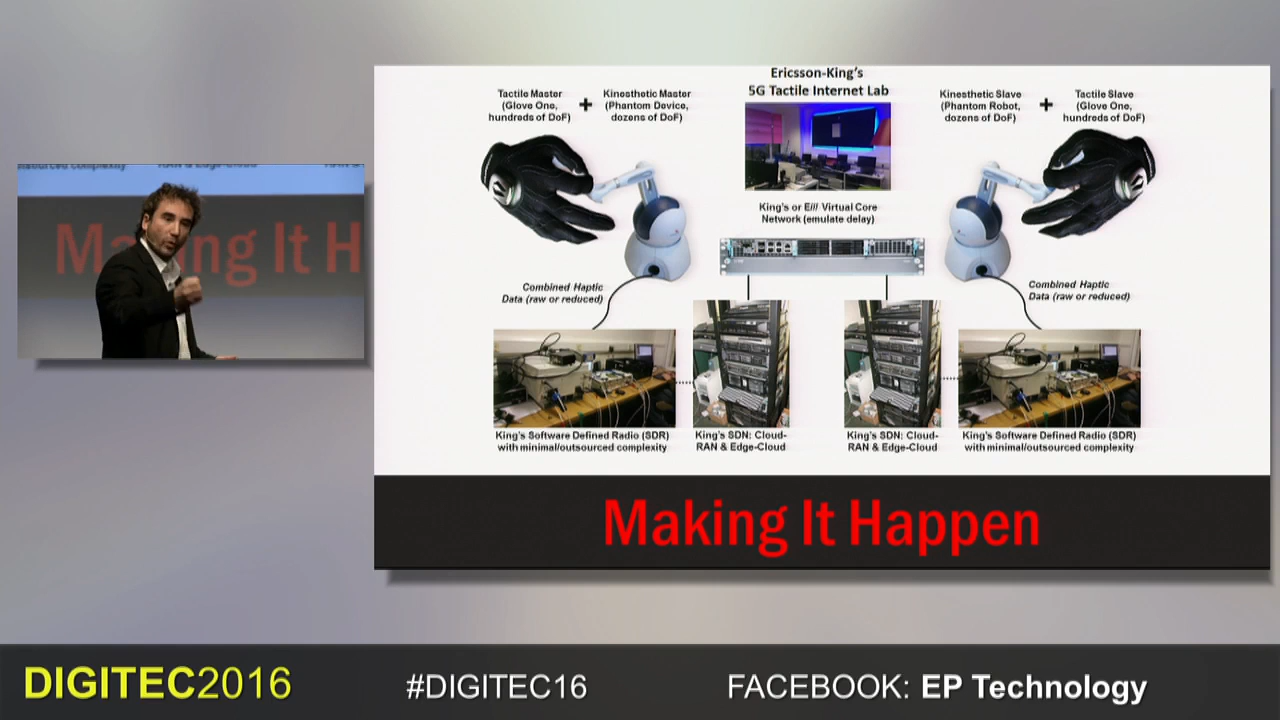 Making It H
Ericsson-King's
5G Tactile Internet Lab
Tactile Master
(Glove One,
hundreds of DoF)
+
Kinesthetic Master
(Phantom Device,
dozens of DoF)
Kinesthetic Slave
(Phantom Robot,
dozens of DoF)
+
Tactile Slave
(Glove One,
hundreds of DoF)
King's or E/// Virtual Core
Network (emulate delay)
Combined Haptic
Data (raw or reduced)
Combined Haptic
Data (raw or reduced)
King's Software Defined Radio (SDR)
with minimal/outsourced complexity
King's SDN: Cloud-
RAN & Edge-Cloud
King's SDN: Cloud-
RAN & Edge-Cloud
King's Software Defined Radio (SDR)
with minimal/outsourced complexity
Making It Happen
DIGITEC2016
#DIGITEC16
FACEBOOK: EP Technology